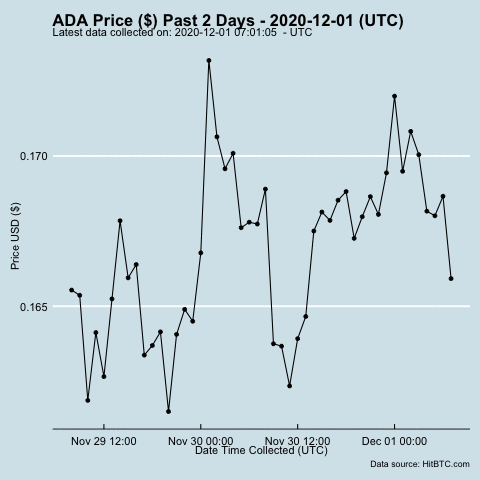 ADA Price ($) Past 2 Days - 2020-12-01 (UTC)
Latest data collected on: 2020-12-01 07:01:05  - UTC
0.170
Price USD ($)
0.165
Nov 29 12:00 Nov 30 00:00 Nov 30 12:00 Dec 01 00:00
Date Time Collected (UTC)
Data source: HitBTC.com